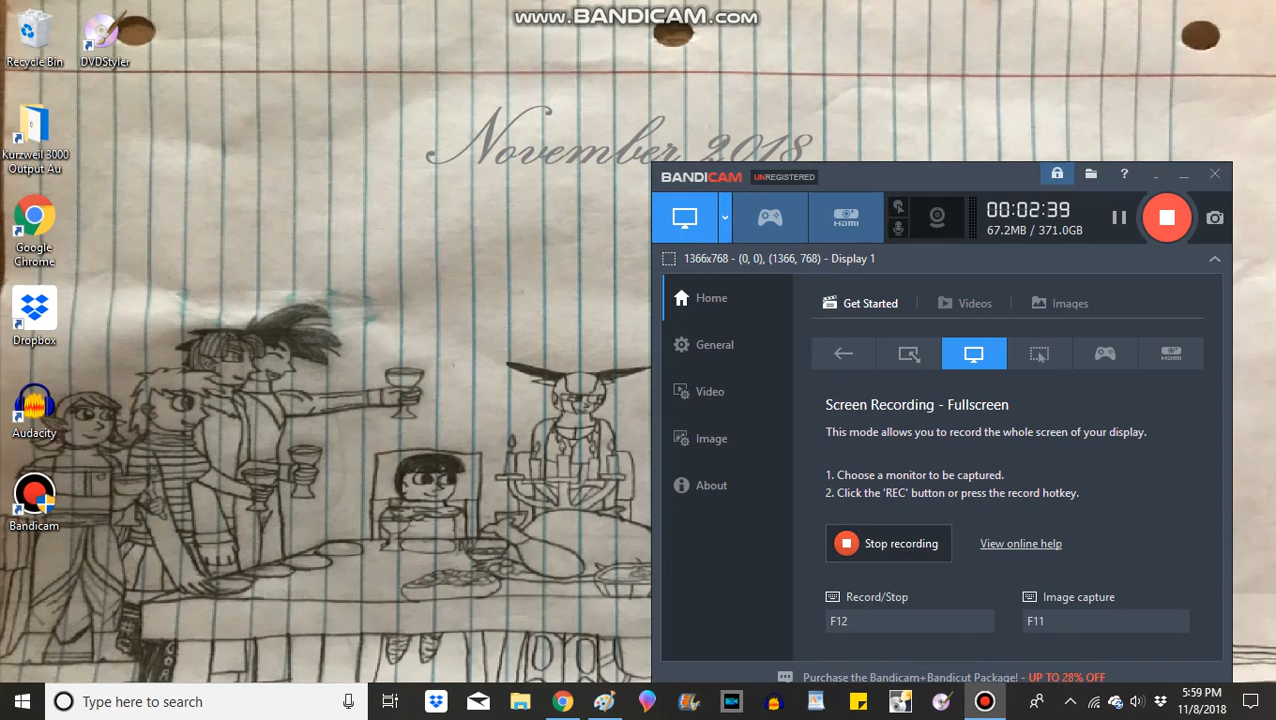 www.BANDICAM.com
Recycle Bin
DVDStyler
November 2018
Kurzweil 3000
Output Au
Google
Chrome
Dropbox
Audacity
Bandicam
BANDICAM UNREGISTERED
HDMI
00:02:39
67.2MB / 371.0GB
1366x768 - (0, 0), (1366, 768) - Display 1
Home
General
Video
Image
About
Get Started
Videos
Images
HDMI
Screen Recording - Fullscreen
This mode allows you to record the whole screen of your display.
1. Choose a monitor to be captured.
2. Click the 'REC' button or press the record hotkey.
Stop recording
View online help
Record/Stop
Image capture
F12
F11
Purchase the Bandicam+Bandicut Package! - UP TO 28% OFF
Type here to search
5:59 PM
11/8/2018